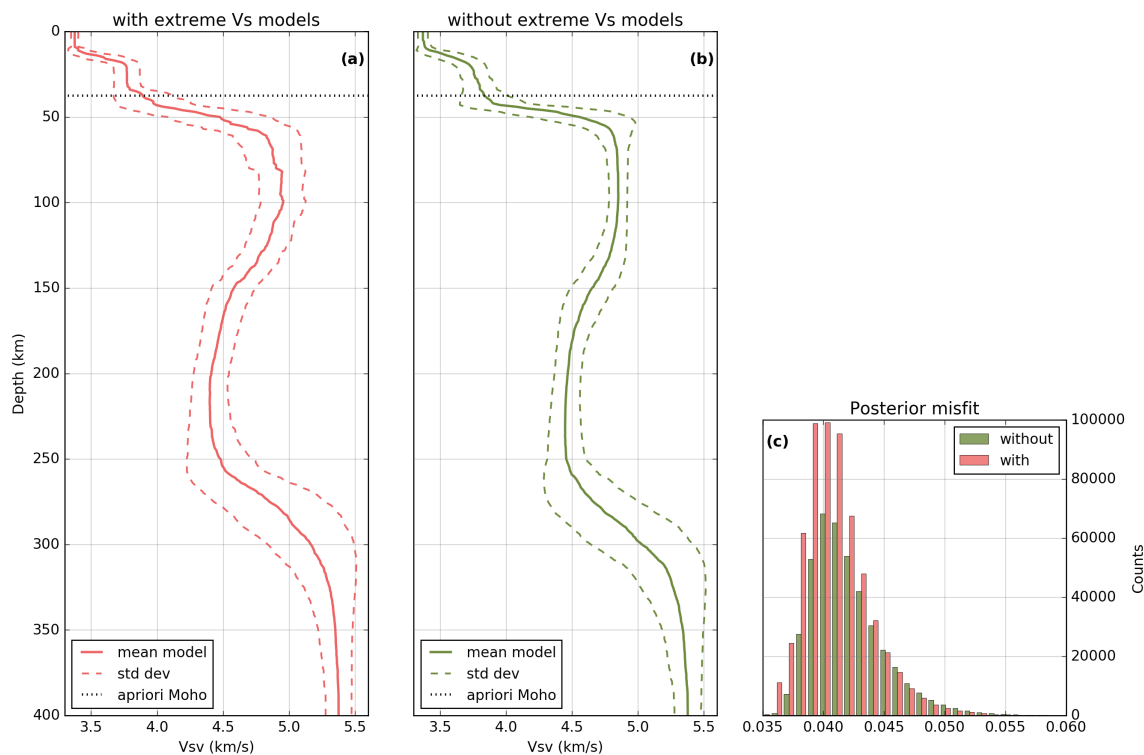 with extreme Vs models
(a)
0
50
100
150
200
250
300
350
400
Depth (km)
mean model
std dev
apriori Moho
3.5
4.0
4.5
5.0
5.5
Vsv (km/s)
without extreme Vs models
(b)
mean model
std dev
apriori Moho
3.5
4.0
4.5
5.0
5.5
Vsv (km/s)
Posterior misfit
(c)
without
with
100000
80000
60000
40000
20000
0
Counts
0.035
0.040
0.045
0.050
0.055
0.060